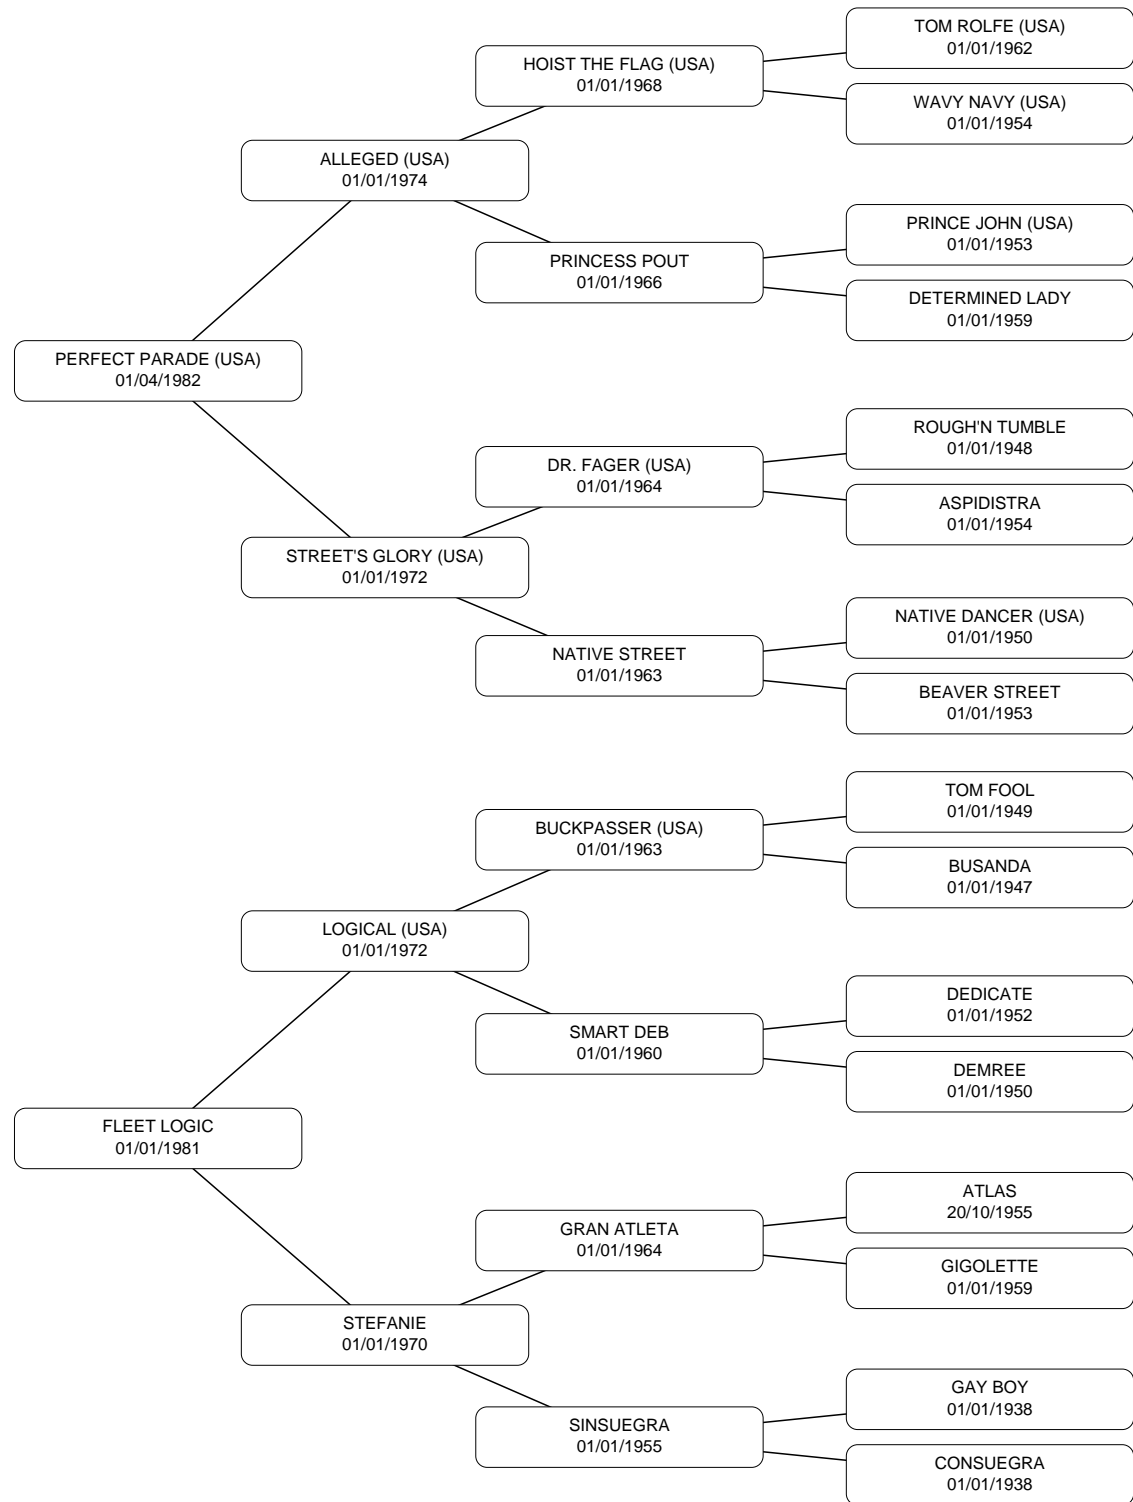 TOM ROLFE (USA)
01/01/1962
HOIST THE FLAG (USA)
01/01/1968
WAVY NAVY (USA)
01/01/1954
ALLEGED (USA)
01/01/1974
PRINCE JOHN (USA)
01/01/1953
PRINCESS POUT
01/01/1966
DETERMINED LADY
01/01/1959
PERFECT PARADE (USA)
01/04/1982
ROUGH'N TUMBLE
01/01/1948
DR. FAGER (USA)
01/01/1964
ASPIDISTRA
01/01/1954
STREET'S GLORY (USA)
01/01/1972
NATIVE DANCER (USA)
01/01/1950
NATIVE STREET
01/01/1963
BEAVER STREET
01/01/1953
TOM FOOL
01/01/1949
BUCKPASSER (USA)
01/01/1963
BUSANDA
01/01/1947
LOGICAL (USA)
01/01/1972
DEDICATE
01/01/1952
SMART DEB
01/01/1960
DEMREE
01/01/1950
FLEET LOGIC
01/01/1981
ATLAS
20/10/1955
GRAN ATLETA
01/01/1964
GIGOLETTE
01/01/1959
STEFANIE
01/01/1970
GAY BOY
01/01/1938
SINSUEGRA
01/01/1955
CONSUEGRA
01/01/1938